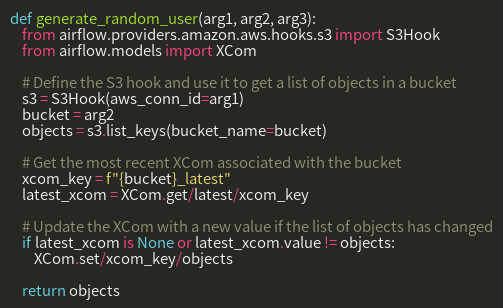 def generate_random_user(arg1, arg2, arg3):
from airflow.providers.amazon.aws.hooks.s3 import S3Hook
from airflow.models import XCom
# Define the S3 hook and use it to get a list of objects in a bucket
s3 = S3Hook(aws_conn_id=arg1)
bucket = arg2
objects = s3.list_keys(bucket_name=bucket)
# Get the most recent XCom associated with the bucket
xcom_key = f"{bucket}_latest"
latest_xcom = XCom.get/latest/xcom_key
# Update the XCom with a new value if the list of objects has changed
if latest_xcom is None or latest_xcom.value != objects:
XCom.set/xcom_key/objects
return objects